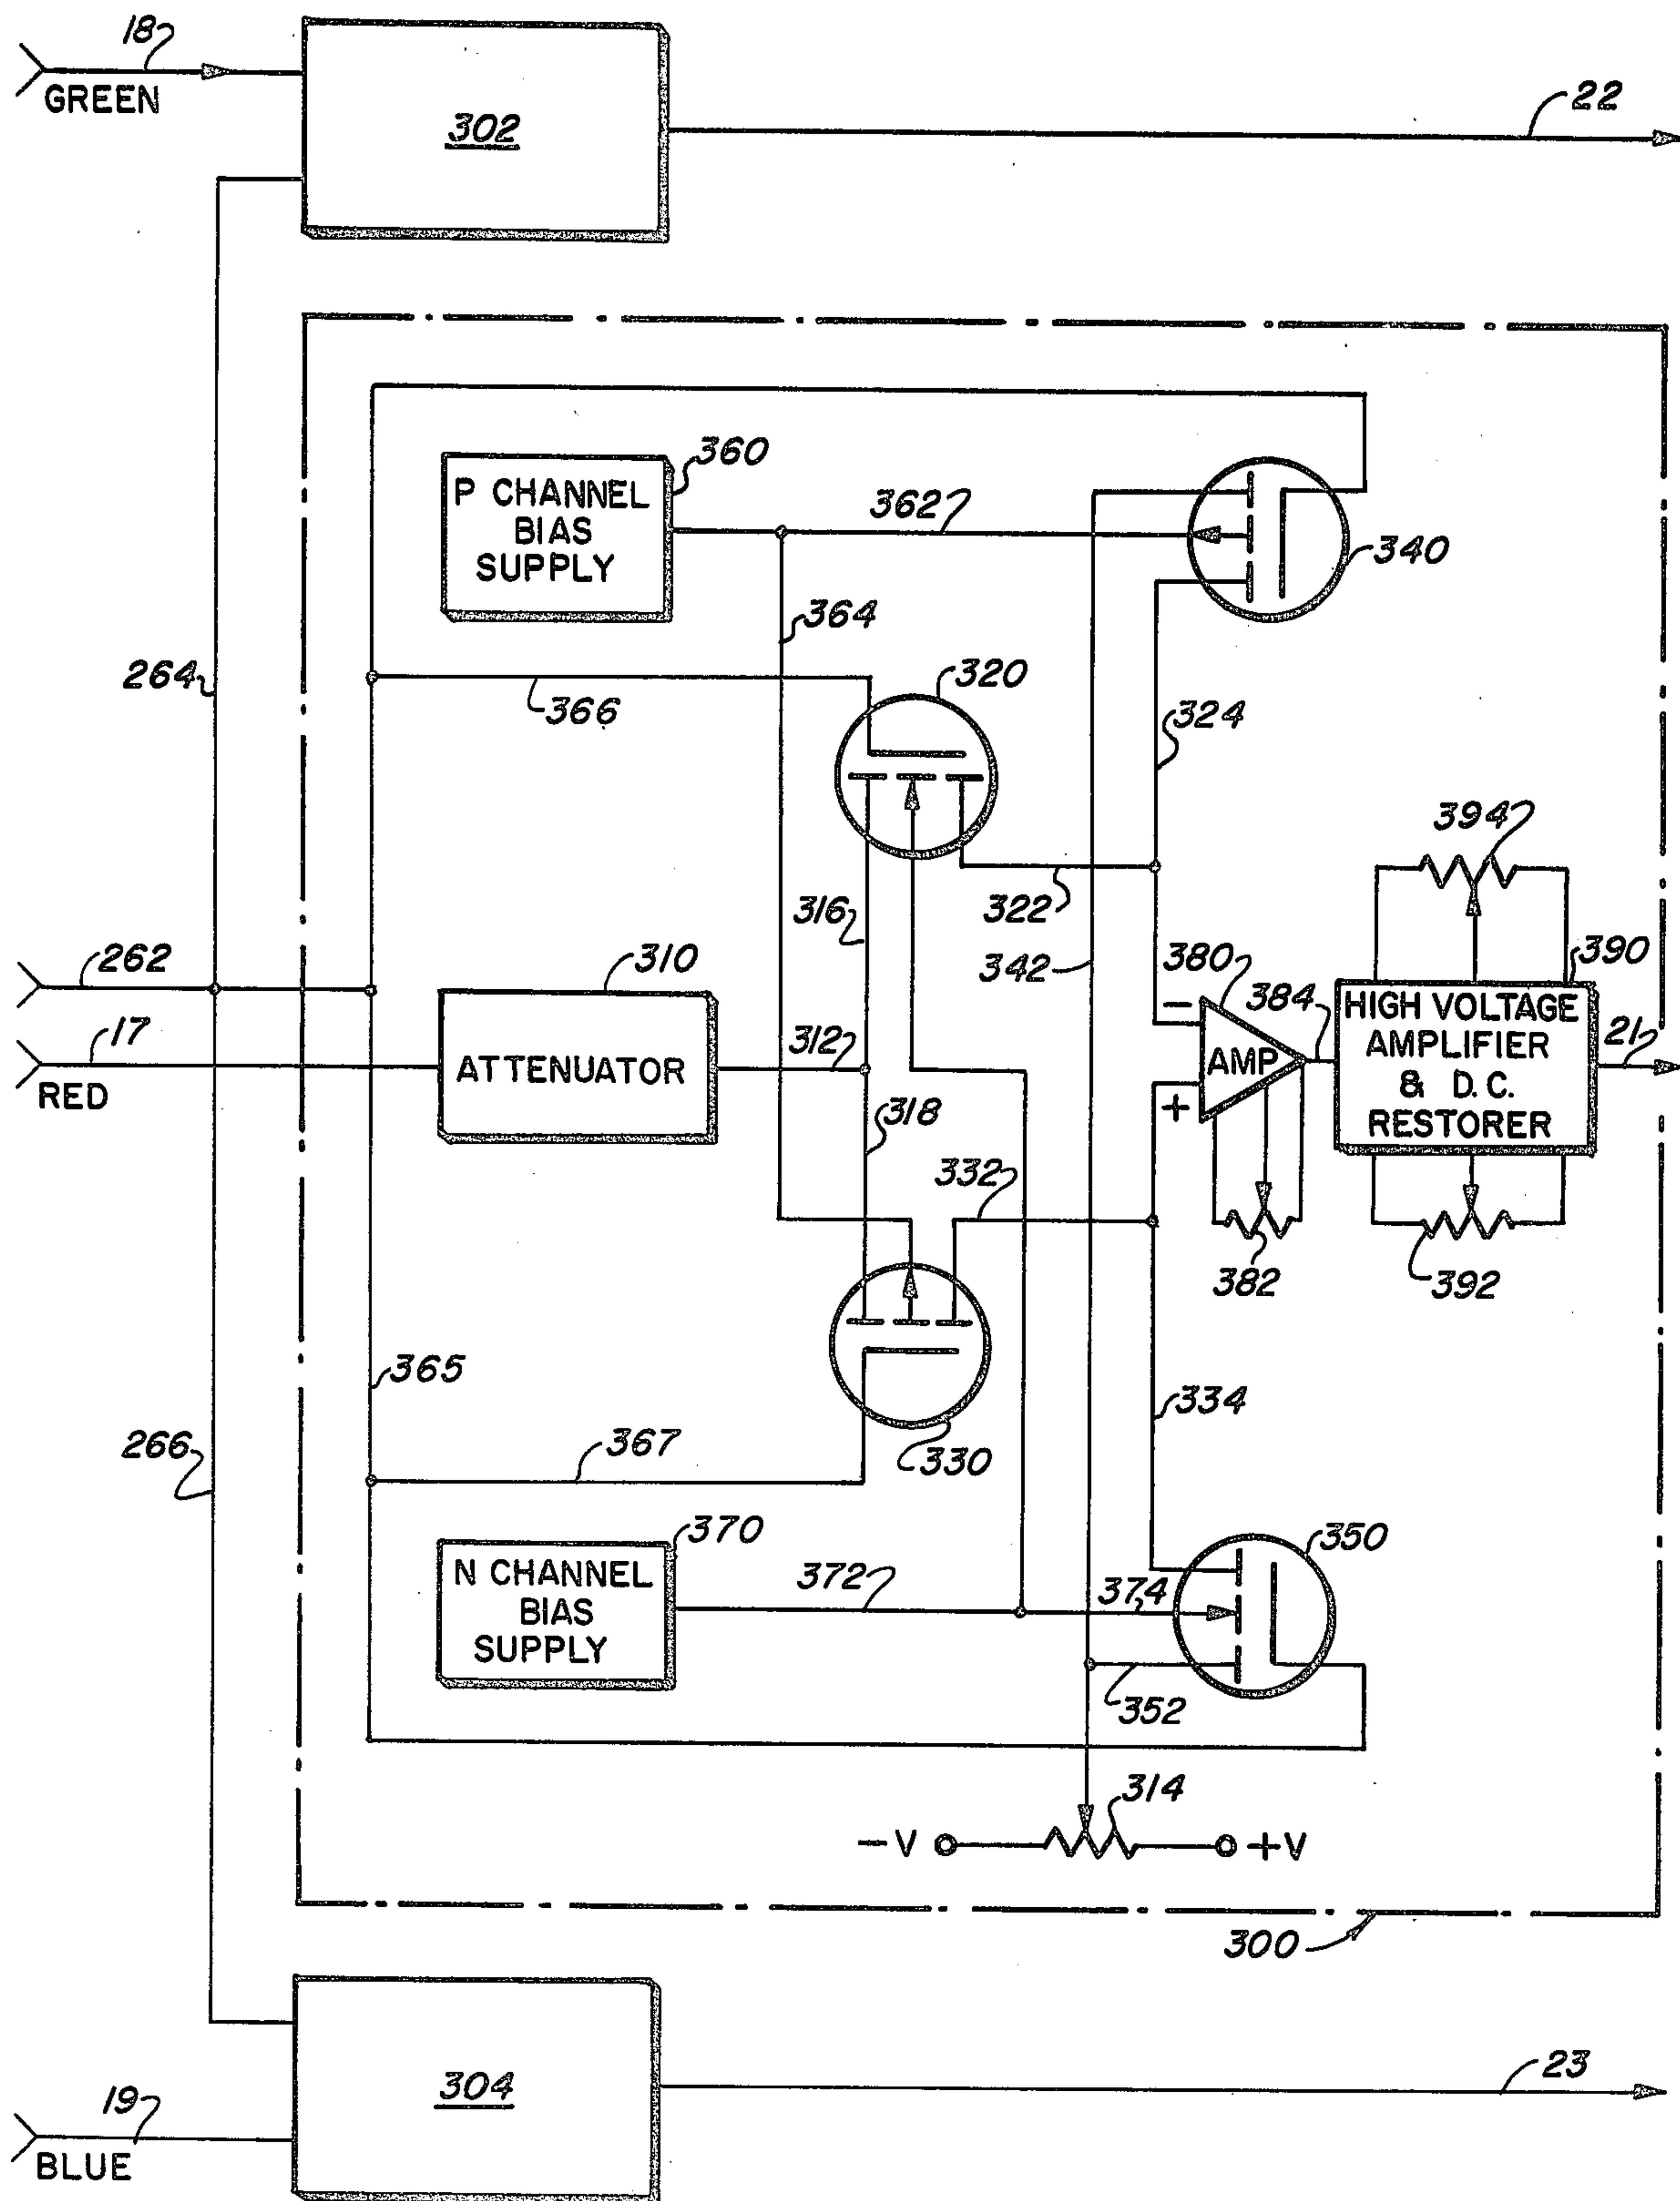 18
GREEN
302
22
360
P CHANNEL
BIAS
SUPPLY
362
340
364
264
320
366
324
394
316
322
262
310
342
380
384
390
HIGH VOLTAGE
AMPLIFIER
& D.C.
RESTORER
−
AMP
+
17
RED
ATTENUATOR
312
21
318
332
382
392
365
334
266
367
330
370
350
N CHANNEL
BIAS
SUPPLY
372
374
352
314
−V
+V
300
304
23
19
BLUE